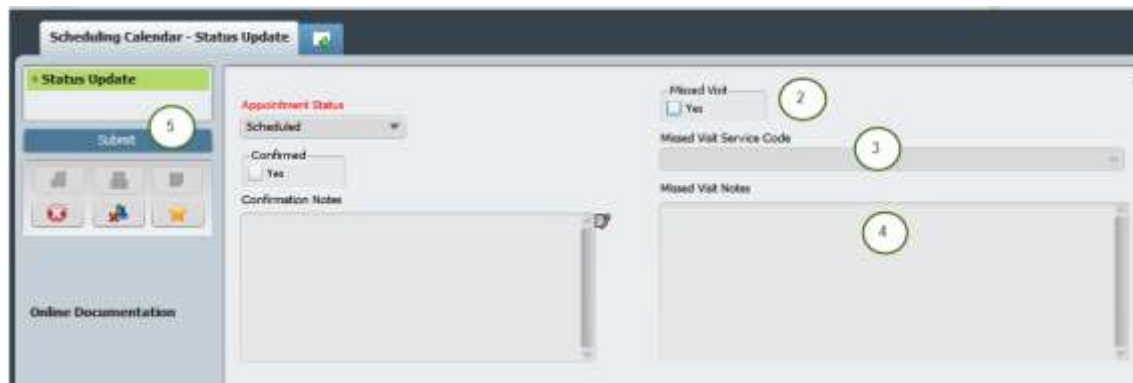 Scheduling Calendar - Status Update
Status Update
5
Submit
Online Documentation
Appointment Status
Scheduled
Confirmed
Yes
Confirmation Notes
Missed Visit
Yes
2
Missed Visit Service Code
3
Missed Visit Notes
4